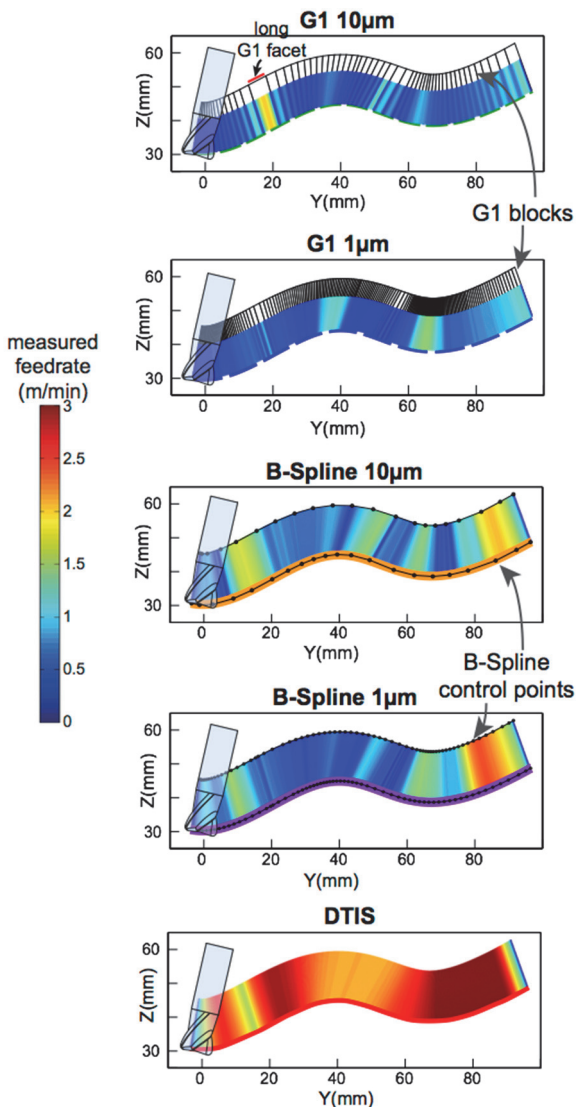 G1 10µm
long
G1 facet
60
Z(mm)
30
0
20
40
60
80
Y(mm)
G1 blocks
G1 1µm
60
Z(mm)
30
0
20
40
60
80
Y(mm)
measured
feedrate
(m/min)
3
2.5
2
1.5
1
0.5
0
B-Spline 10µm
60
Z(mm)
30
0
20
40
60
80
Y(mm)
B-Spline
control points
B-Spline 1µm
60
Z(mm)
30
0
20
40
60
80
Y(mm)
DTIS
60
Z(mm)
30
0
20
40
60
80
Y(mm)